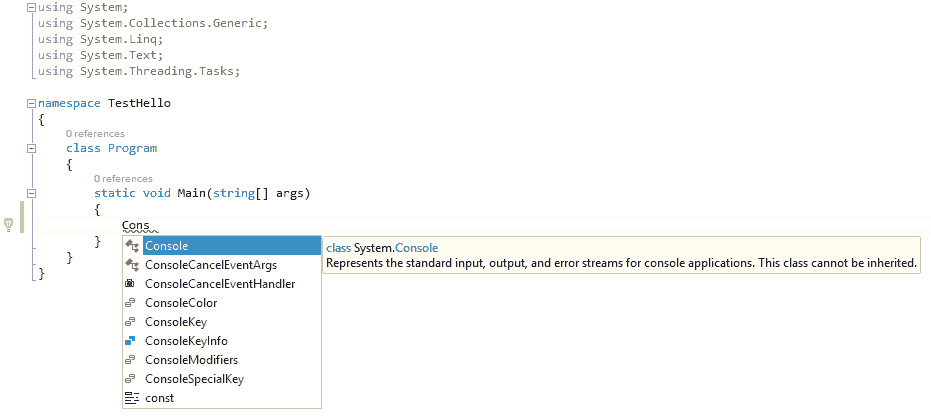 using System;
using System.Collections.Generic;
using System.Linq;
using System.Text;
using System.Threading.Tasks;
namespace TestHello
{
0 references
class Program
{
0 references
static void Main(string[] args)
{
Cons
}
}
}
Console
ConsoleCancelEventArgs
ConsoleCancelEventHandler
ConsoleColor
ConsoleKey
ConsoleKeyInfo
ConsoleModifiers
ConsoleSpecialKey
const
class System.Console
Represents the standard input, output, and error streams for console applications. This class cannot be inherited.